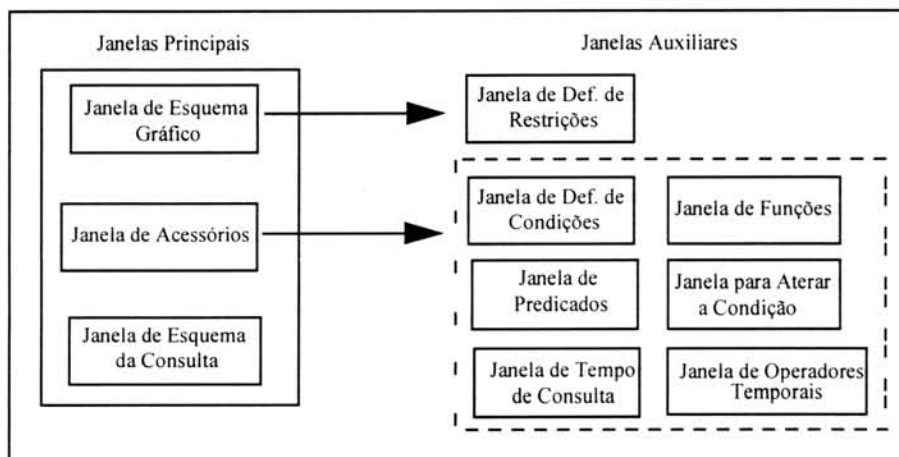 Janelas Principais
Janelas Auxiliares
Janela de Esquema
Gráfico
Janela de Acessórios
Janela de Esquema
da Consulta
Janela de Def. de
Restrições
Janela de Def. de
Condições
Janela de Funções
Janela de
Predicados
Janela para Aterar
a Condição
Janela de Tempo
de Consulta
Janela de Operadores
Temporais